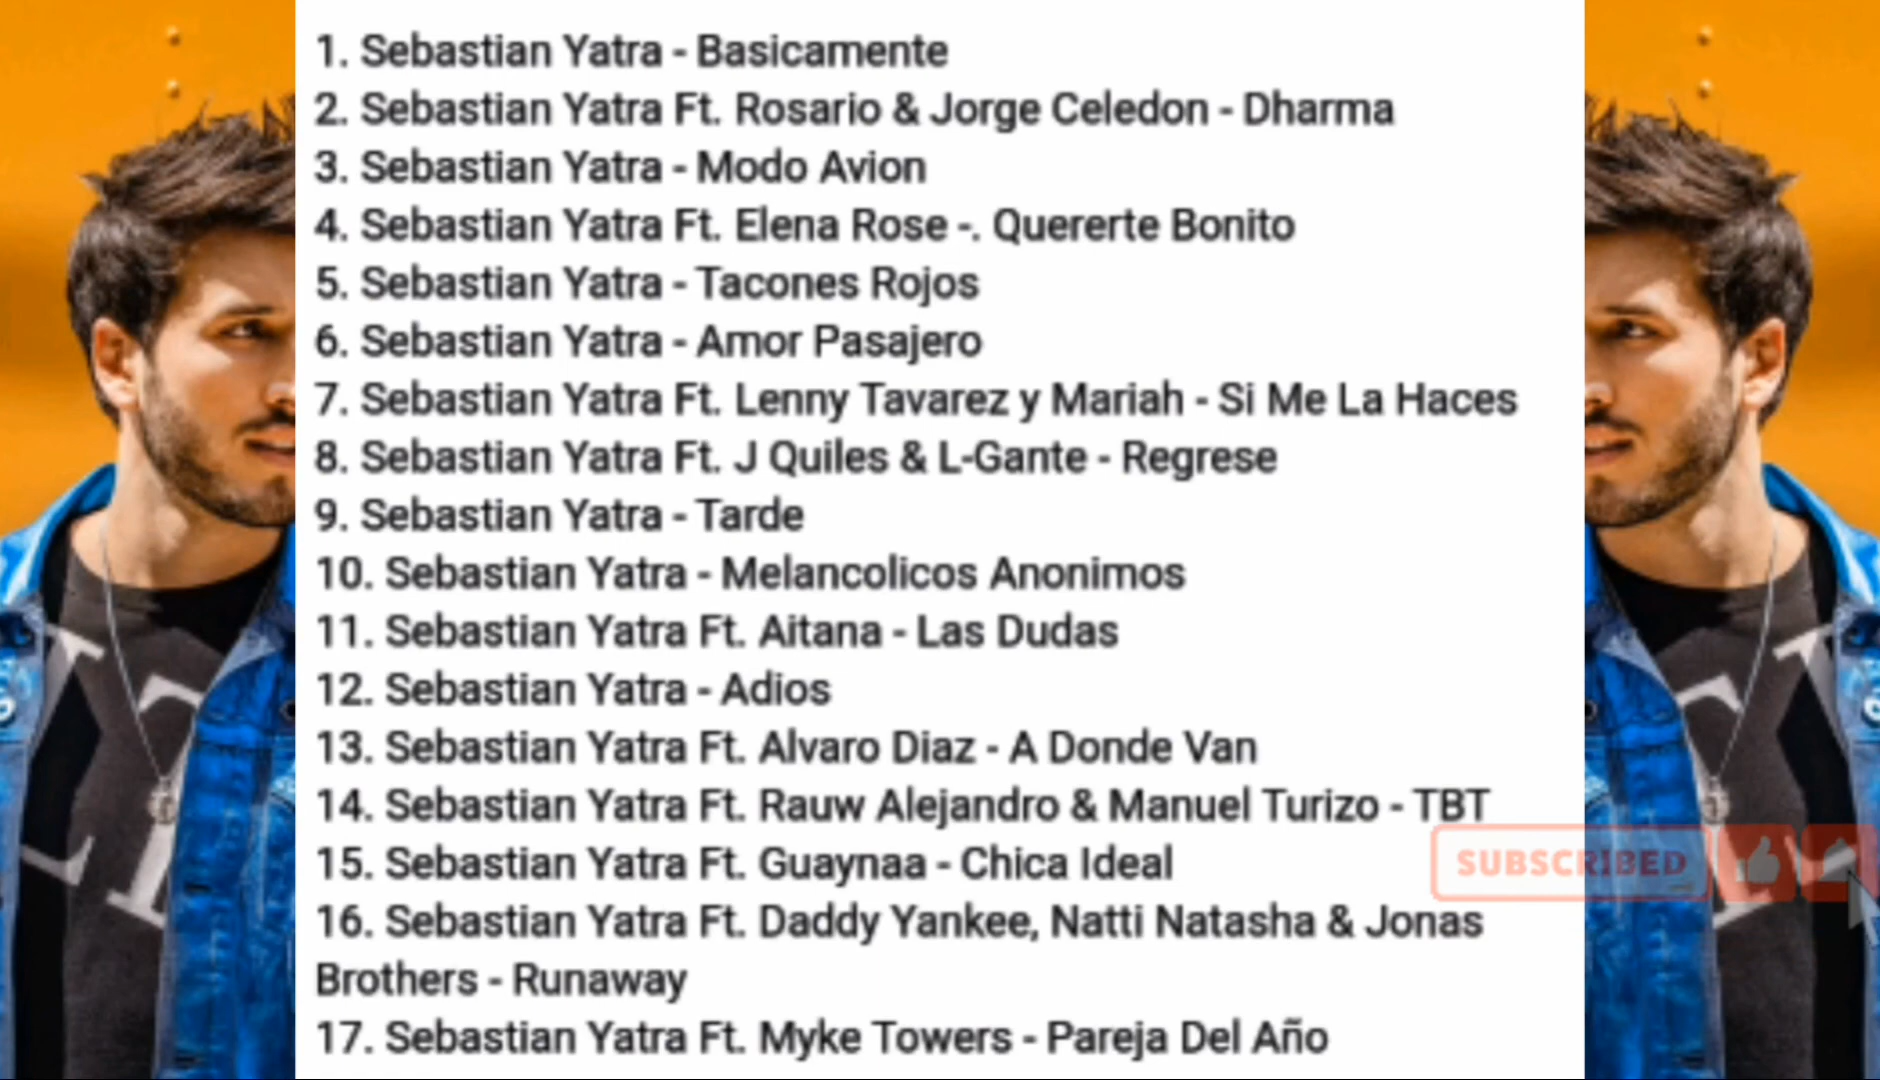 1. Sebastian Yatra - Basicamente
2. Sebastian Yatra Ft. Rosario & Jorge Celedon - Dharma
3. Sebastian Yatra - Modo Avion
4. Sebastian Yatra Ft. Elena Rose -. Quererte Bonito
5. Sebastian Yatra - Tacones Rojos
6. Sebastian Yatra - Amor Pasajero
7. Sebastian Yatra Ft. Lenny Tavarez y Mariah - Si Me La Haces
8. Sebastian Yatra Ft. J Quiles & L-Gante - Regrese
9. Sebastian Yatra - Tarde
10. Sebastian Yatra - Melancolicos Anonimos
11. Sebastian Yatra Ft. Aitana - Las Dudas
12. Sebastian Yatra - Adios
13. Sebastian Yatra Ft. Alvaro Diaz - A Donde Van
14. Sebastian Yatra Ft. Rauw Alejandro & Manuel Turizo - TBT
15. Sebastian Yatra Ft. Guaynaa - Chica Ideal
SUBSCRIBED
16. Sebastian Yatra Ft. Daddy Yankee, Natti Natasha & Jonas
Brothers - Runaway
17. Sebastian Yatra Ft. Myke Towers - Pareja Del Año